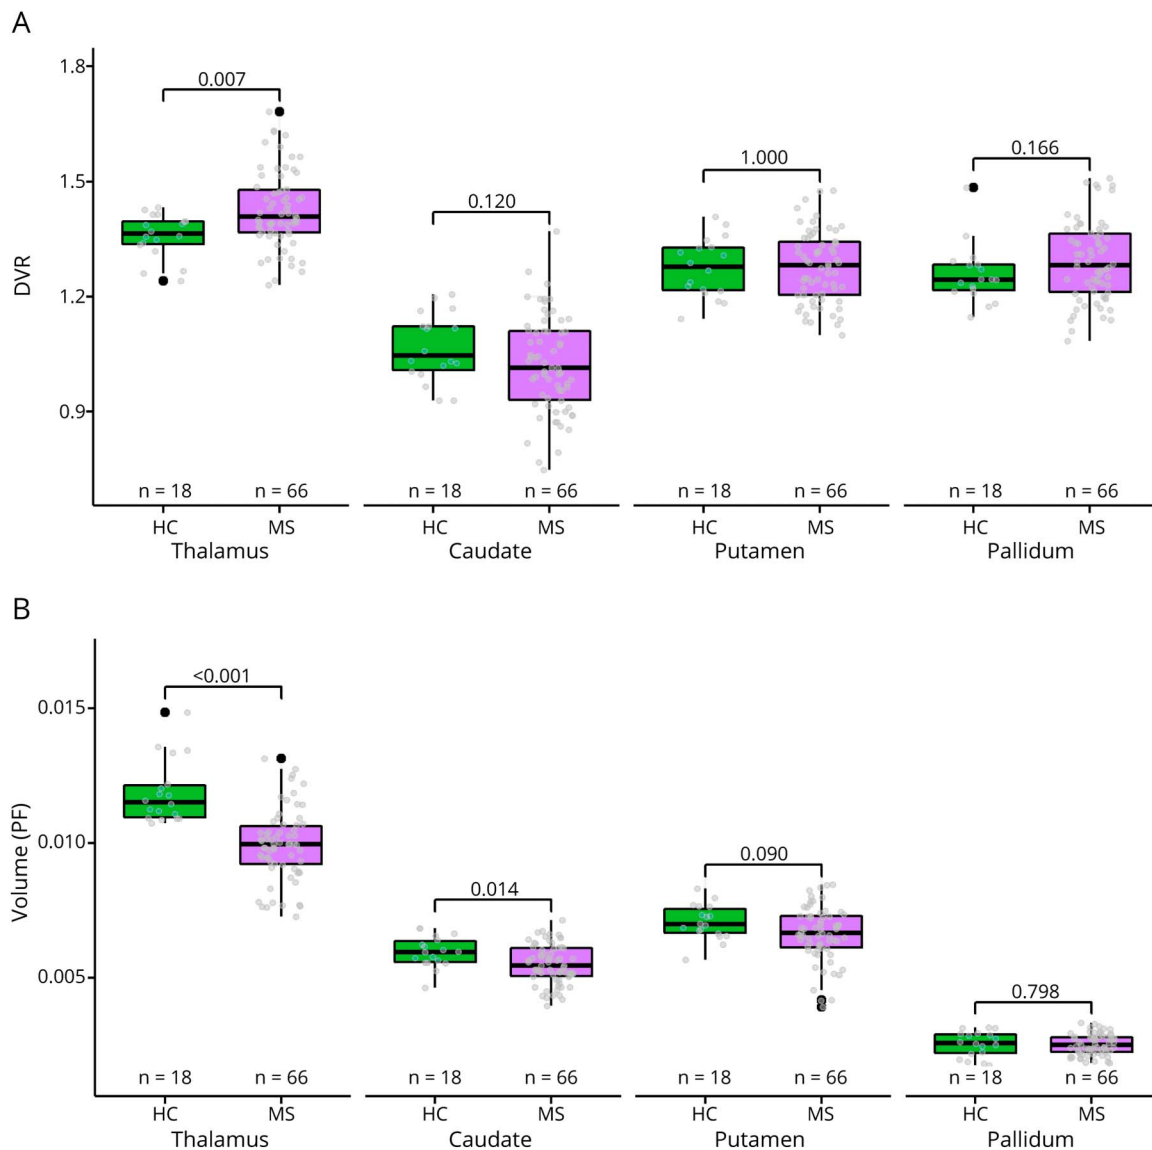 A
DVR
1.8
1.5
1.2
0.9
0.007
0.120
1.000
0.166
n = 18 n = 66 n = 18 n = 66 n = 18 n = 66 n = 18 n = 66
HC MS HC MS HC MS HC MS
Thalamus Caudate Putamen Pallidum
B
Volume (PF)
0.015
0.010
0.005
<0.001
0.014
0.090
0.798
n = 18 n = 66 n = 18 n = 66 n = 18 n = 66 n = 18 n = 66
HC MS HC MS HC MS HC MS
Thalamus Caudate Putamen Pallidum